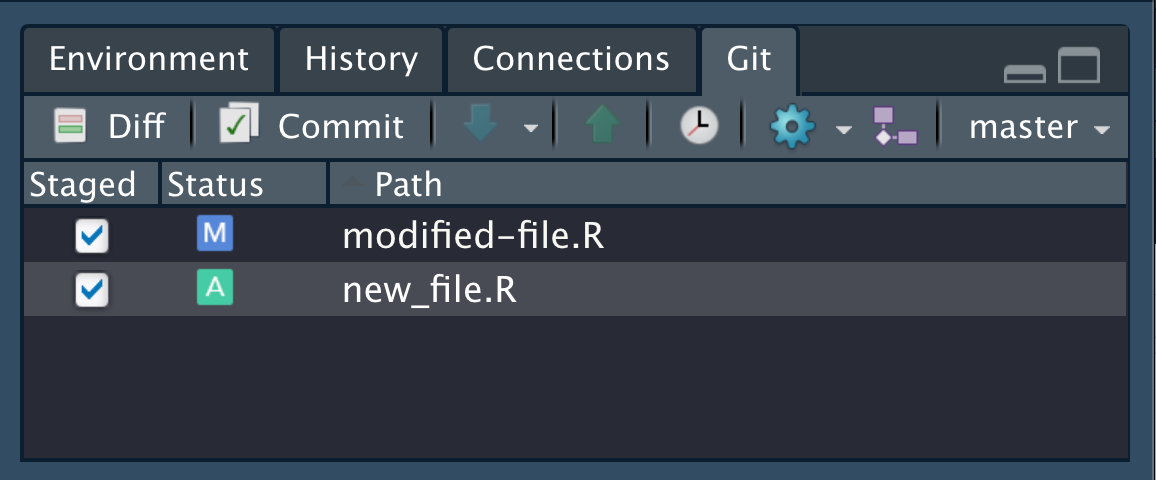 Environment History Connections Git
Diff Commit master
Staged Status Path
M modified-file.R
A new_file.R